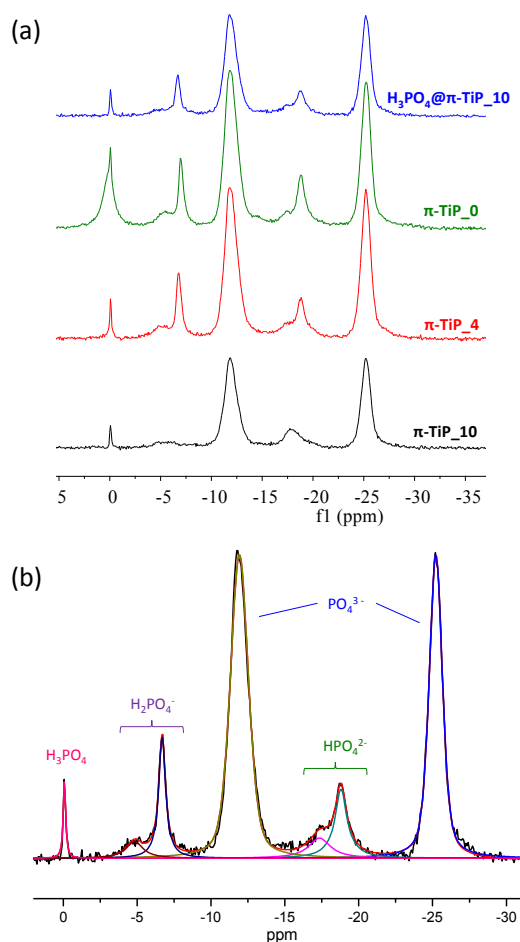 (a)
H₃PO₄@π-TiP_10
π-TiP_0
π-TiP_4
π-TiP_10
5 0 -5 -10 -15 -20 -25 -30 -35
f1 (ppm)
(b)
PO₄³⁻
H₂PO₄⁻
HPO₄²⁻
H₃PO₄
0 -5 -10 -15 -20 -25 -30
ppm